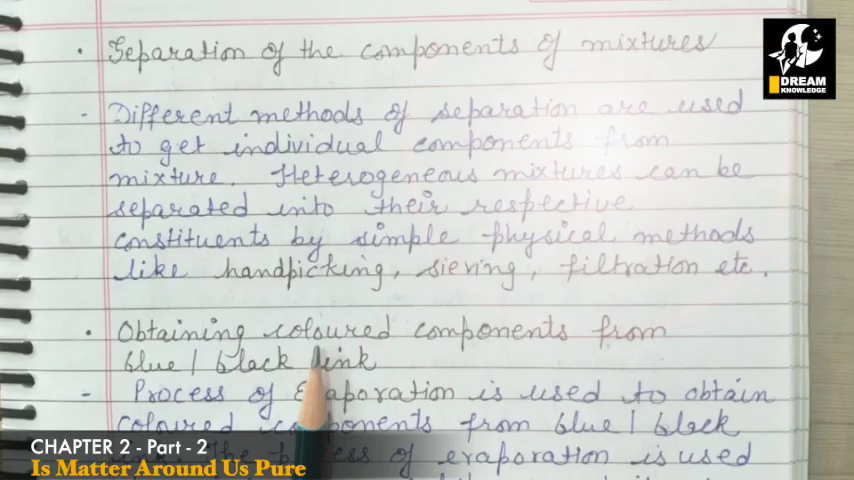 DREAM
KNOWLEDGE
• Separation of the components of mixtures
- Different methods of separation are used
to get individual components from
mixture. Heterogeneous mixtures can be
separated into their respective
constituents by simple physical methods
like handpicking, sieving, filtration etc.
• Obtaining coloured components from
blue / black ink
- Process of Evaporation is used to obtain
coloured components from blue / black
The process of evaporation is used
CHAPTER 2 - Part - 2
Is Matter Around Us Pure